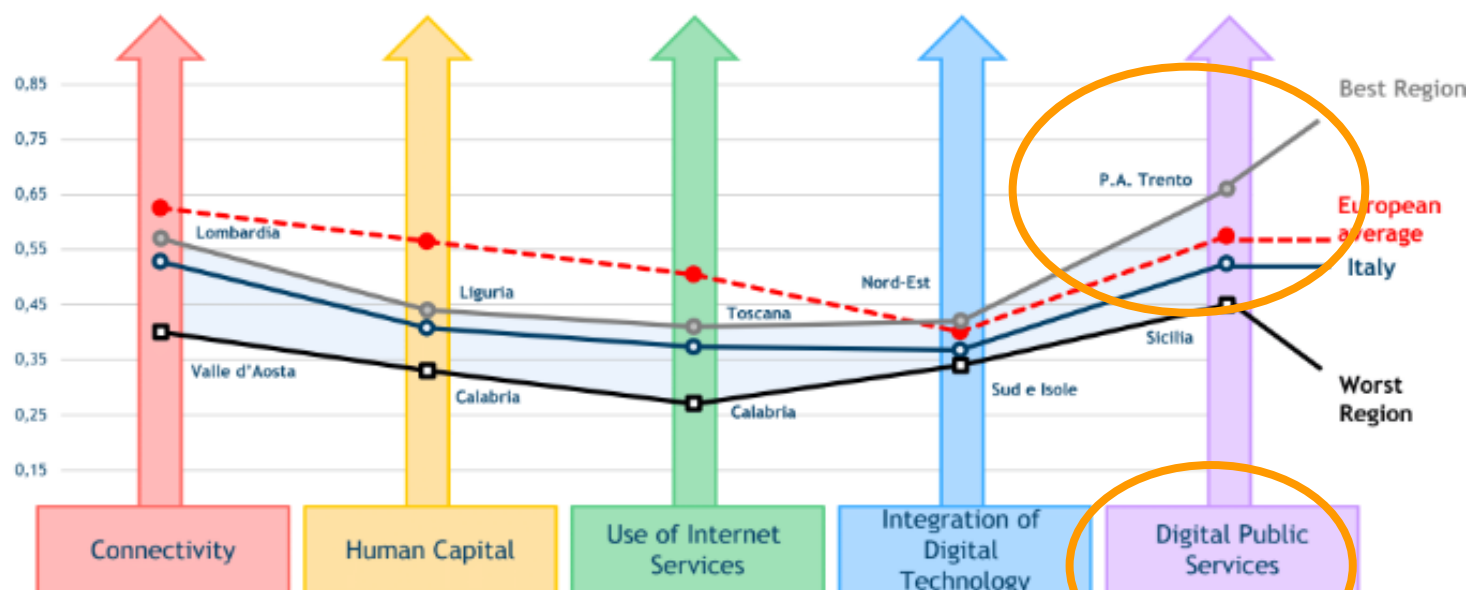 0,85
Best Region
0,75
0,65
P.A. Trento
European
average
Lombardia
0,55
Italy
Nord-Est
0,45
Liguria
Toscana
Sicilia
0,35
Valle d'Aosta
Sud e Isole
Worst
Region
Calabria
Calabria
0,25
0,15
Connectivity
Human Capital
Use of Internet
Services
Integration of
Digital
Technology
Digital Public
Services